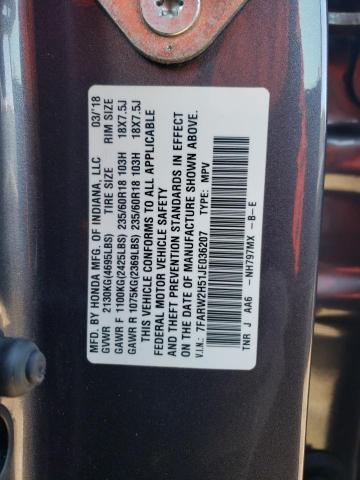 MFD. BY HONDA MFG. OF INDIANA, LLC 03/18
GVWR 2130KG(4695LBS) TIRE SIZE RIM SIZE
GAWR F 1100KG(2425LBS) 235/60R18 103H 18X7.5J
GAWR R 1075KG(2369LBS) 235/60R18 103H 18X7.5J
THIS VEHICLE CONFORMS TO ALL APPLICABLE
FEDERAL MOTOR VEHICLE SAFETY
AND THEFT PREVENTION STANDARDS IN EFFECT
ON THE DATE OF MANUFACTURE SHOWN ABOVE.
V.I.N.: 7FARW2H51JE036207 TYPE: MPV
TNR J AA6 -NH797MX -B-E